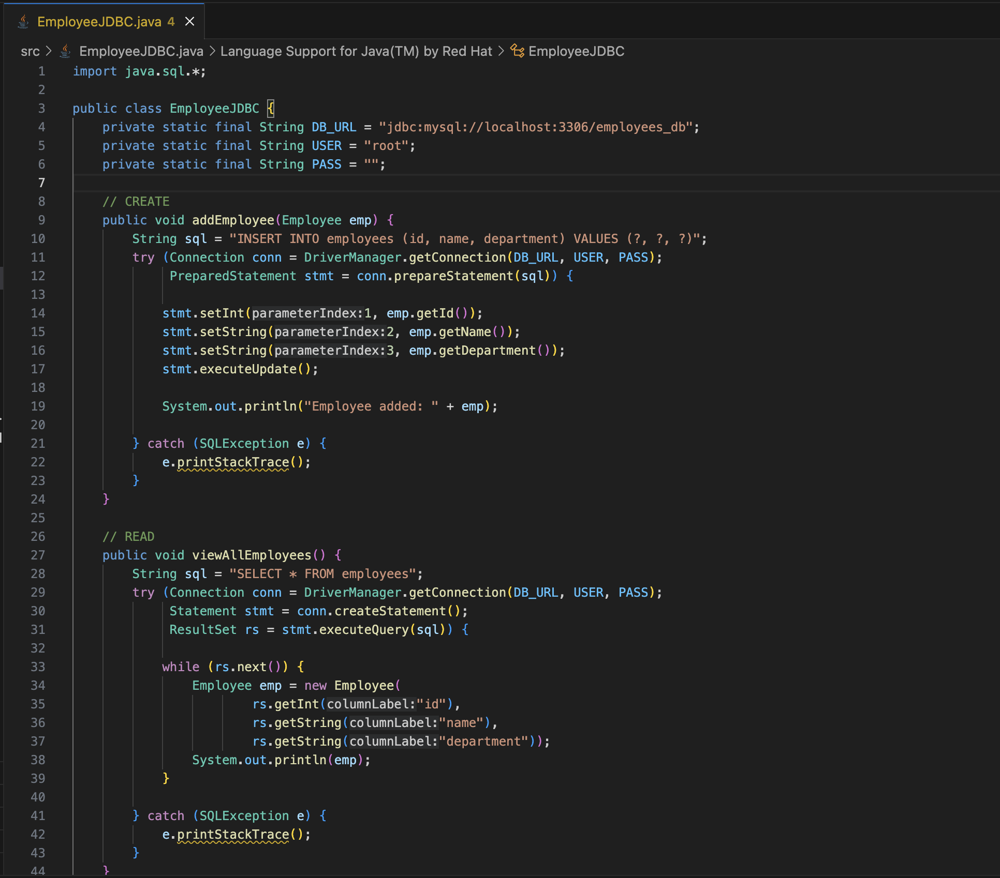 EmployeeJDBC.java 4
src > EmployeeJDBC.java > Language Support for Java(TM) by Red Hat > EmployeeJDBC
1 import java.sql.*;
2
3 public class EmployeeJDBC {
4     private static final String DB_URL = "jdbc:mysql://localhost:3306/employees_db";
5     private static final String USER = "root";
6     private static final String PASS = "";
7
8     // CREATE
9     public void addEmployee(Employee emp) {
10         String sql = "INSERT INTO employees (id, name, department) VALUES (?, ?, ?)";
11         try (Connection conn = DriverManager.getConnection(DB_URL, USER, PASS);
12              PreparedStatement stmt = conn.prepareStatement(sql)) {
13
14             stmt.setInt(parameterIndex:1, emp.getId());
15             stmt.setString(parameterIndex:2, emp.getName());
16             stmt.setString(parameterIndex:3, emp.getDepartment());
17             stmt.executeUpdate();
18
19             System.out.println("Employee added: " + emp);
20
21         } catch (SQLException e) {
22             e.printStackTrace();
23         }
24     }
25
26     // READ
27     public void viewAllEmployees() {
28         String sql = "SELECT * FROM employees";
29         try (Connection conn = DriverManager.getConnection(DB_URL, USER, PASS);
30              Statement stmt = conn.createStatement();
31              ResultSet rs = stmt.executeQuery(sql)) {
32
33             while (rs.next()) {
34                 Employee emp = new Employee(
35                         rs.getInt(columnLabel:"id"),
36                         rs.getString(columnLabel:"name"),
37                         rs.getString(columnLabel:"department"));
38                 System.out.println(emp);
39             }
40
41         } catch (SQLException e) {
42             e.printStackTrace();
43         }
44     }